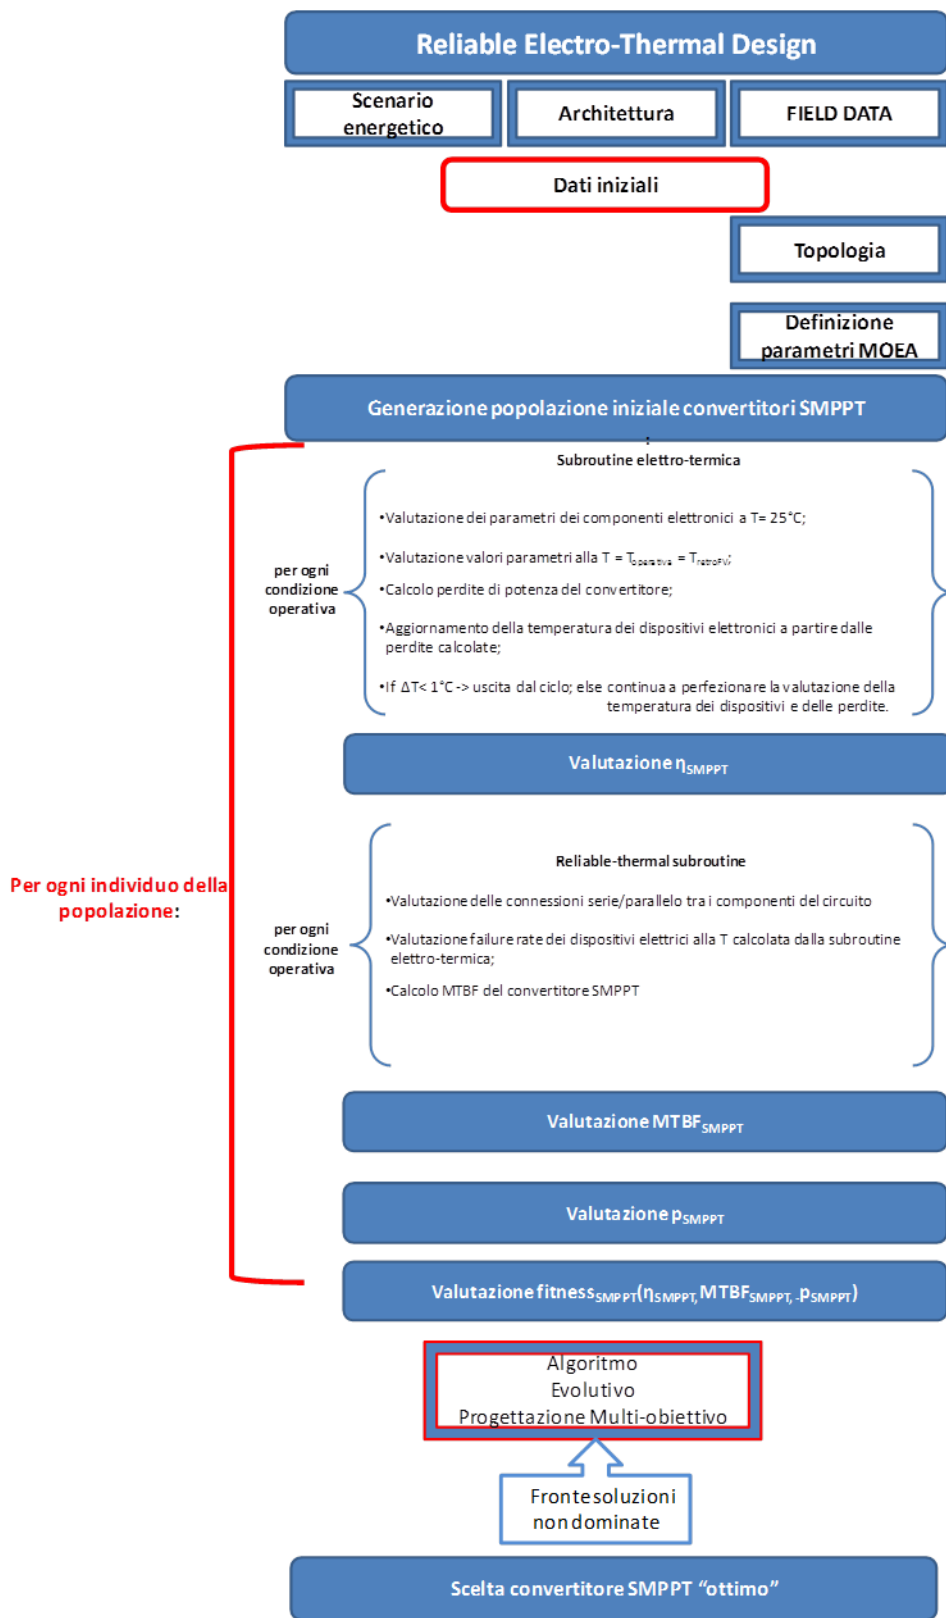 Reliable Electro-Thermal Design
Scenario
energetico
Architettura
FIELD DATA
Dati iniziali
Topologia
Definizione
parametri MOEA
Generazione popolazione iniziale convertitori SMPPT
:
Subroutine elettro-termica
per ogni
condizione
operativa
•Valutazione dei parametri dei componenti elettronici a T= 25°C;
•Valutazione valori parametri alla T = Toperativa = TretroFV;
•Calcolo perdite di potenza del convertitore;
•Aggiornamento della temperatura dei dispositivi elettronici a partire dalle
perdite calcolate;
•If ΔT< 1°C -> uscita dal ciclo; else continua a perfezionare la valutazione della
temperatura dei dispositivi e delle perdite.
Valutazione ηSMPPT
Per ogni individuo della
popolazione:
per ogni
condizione
operativa
Reliable-thermal subroutine
•Valutazione delle connessioni serie/parallelo tra i componenti del circuito
•Valutazione failure rate dei dispositivi elettrici alla T calcolata dalla subroutine
elettro-termica;
•Calcolo MTBF del convertitore SMPPT
Valutazione MTBFSMPPT
Valutazione pSMPPT
Valutazione fitnessSMPPT(ηSMPPT, MTBFSMPPT, -pSMPPT)
Algoritmo
Evolutivo
Progettazione Multi-obiettivo
Fronte soluzioni
non dominate
Scelta convertitore SMPPT “ottimo”